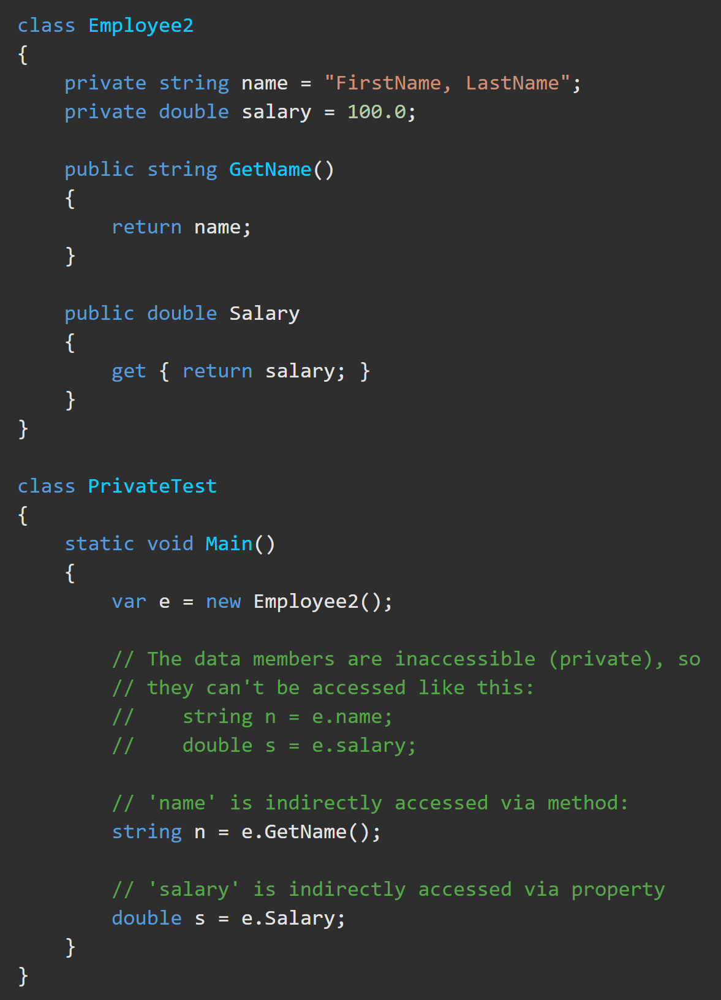 class Employee2
{
    private string name = "FirstName, LastName";
    private double salary = 100.0;

    public string GetName()
    {
        return name;
    }

    public double Salary
    {
        get { return salary; }
    }
}

class PrivateTest
{
    static void Main()
    {
        var e = new Employee2();

        // The data members are inaccessible (private), so
        // they can't be accessed like this:
        //    string n = e.name;
        //    double s = e.salary;

        // 'name' is indirectly accessed via method:
        string n = e.GetName();

        // 'salary' is indirectly accessed via property
        double s = e.Salary;
    }
}